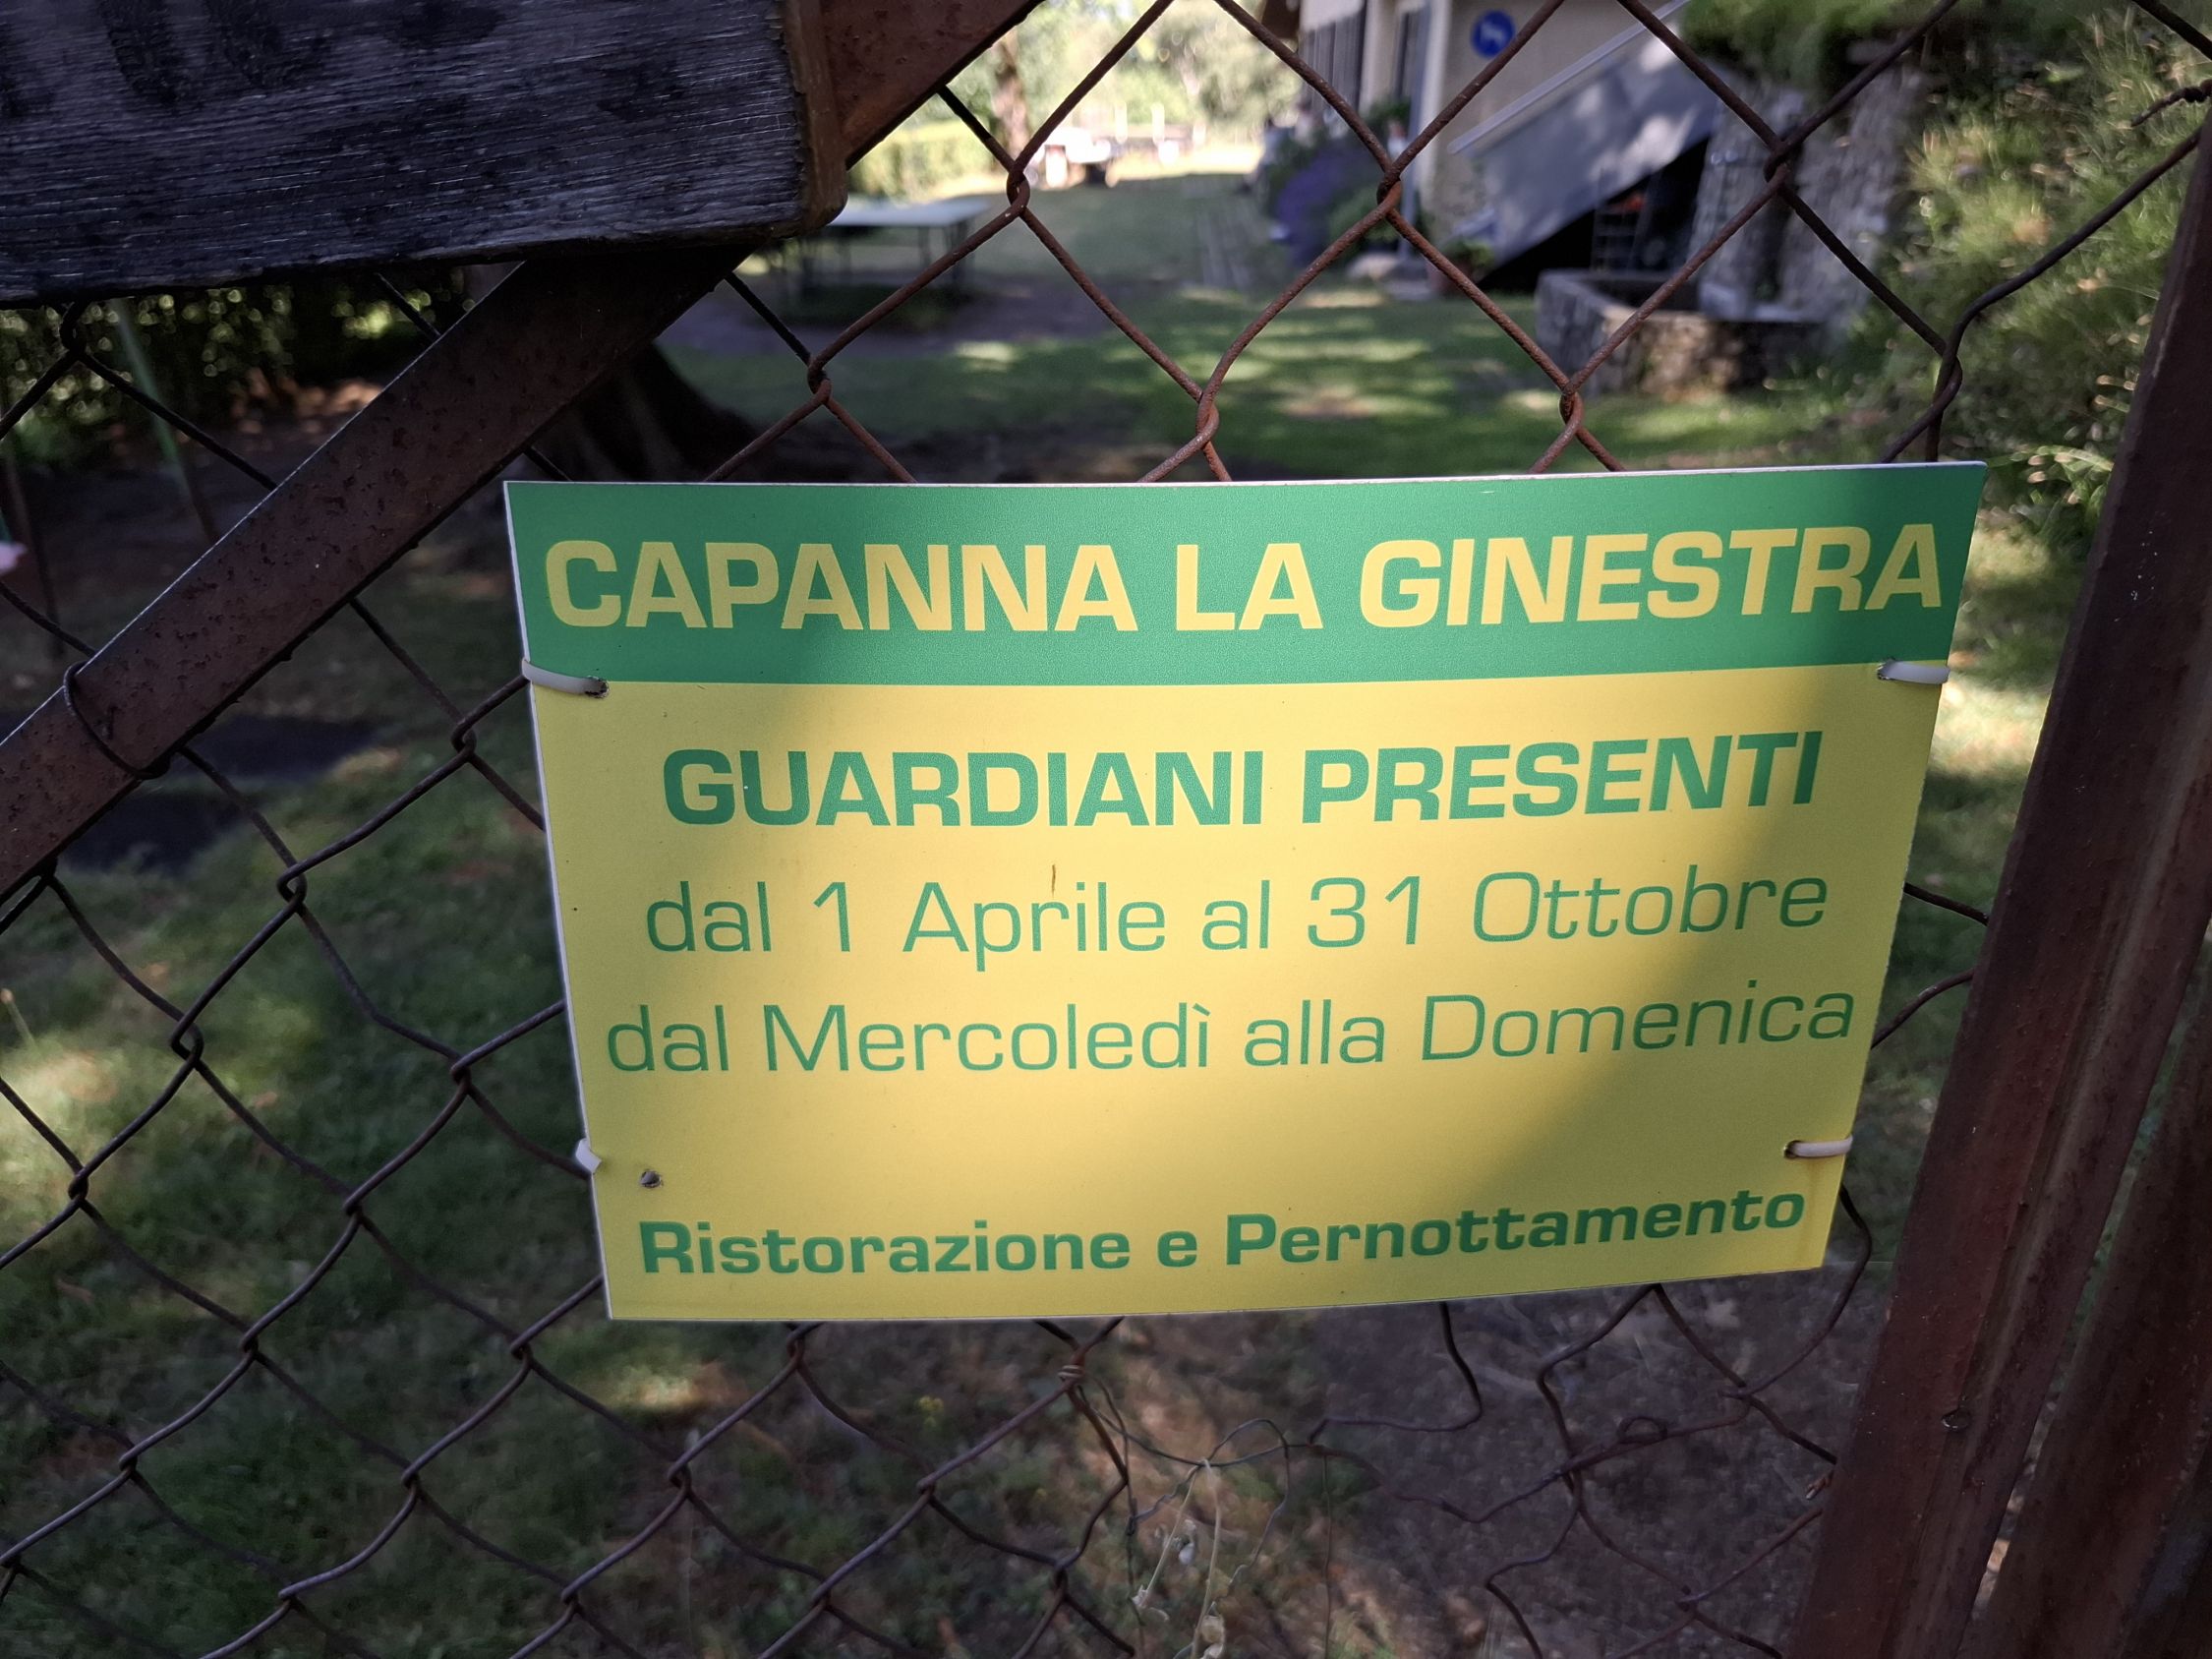 CAPANNA LA GINESTRA
GUARDIANI PRESENTI
dal 1 Aprile al 31 Ottobre
dal Mercoledì alla Domenica
Ristorazione e Pernottamento